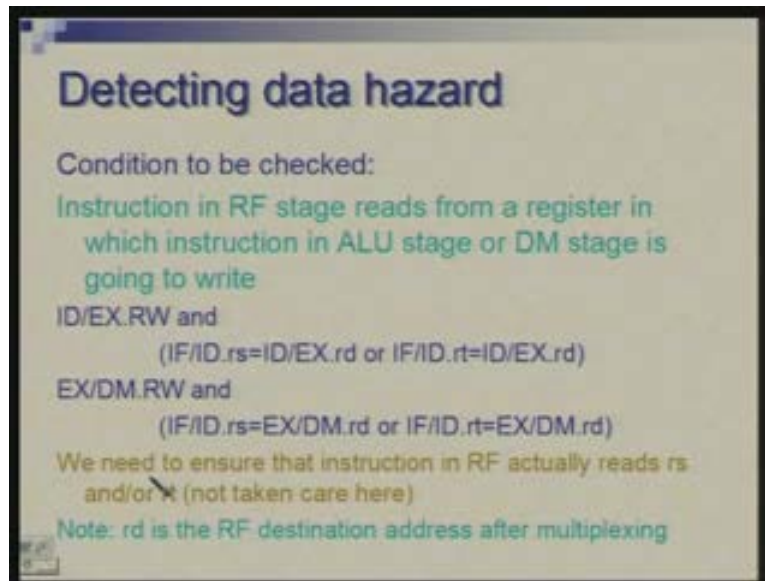 Detecting data hazard
Condition to be checked:
Instruction in RF stage reads from a register in
which instruction in ALU stage or DM stage is
going to write
ID/EX.RW and
(IF/ID.rs=ID/EX.rd or IF/ID.rt=ID/EX.rd)
EX/DM.RW and
(IF/ID.rs=EX/DM.rd or IF/ID.rt=EX/DM.rd)
We need to ensure that instruction in RF actually reads rs
and/or (not taken care here)
Note: rd is the RF destination address after multiplexing